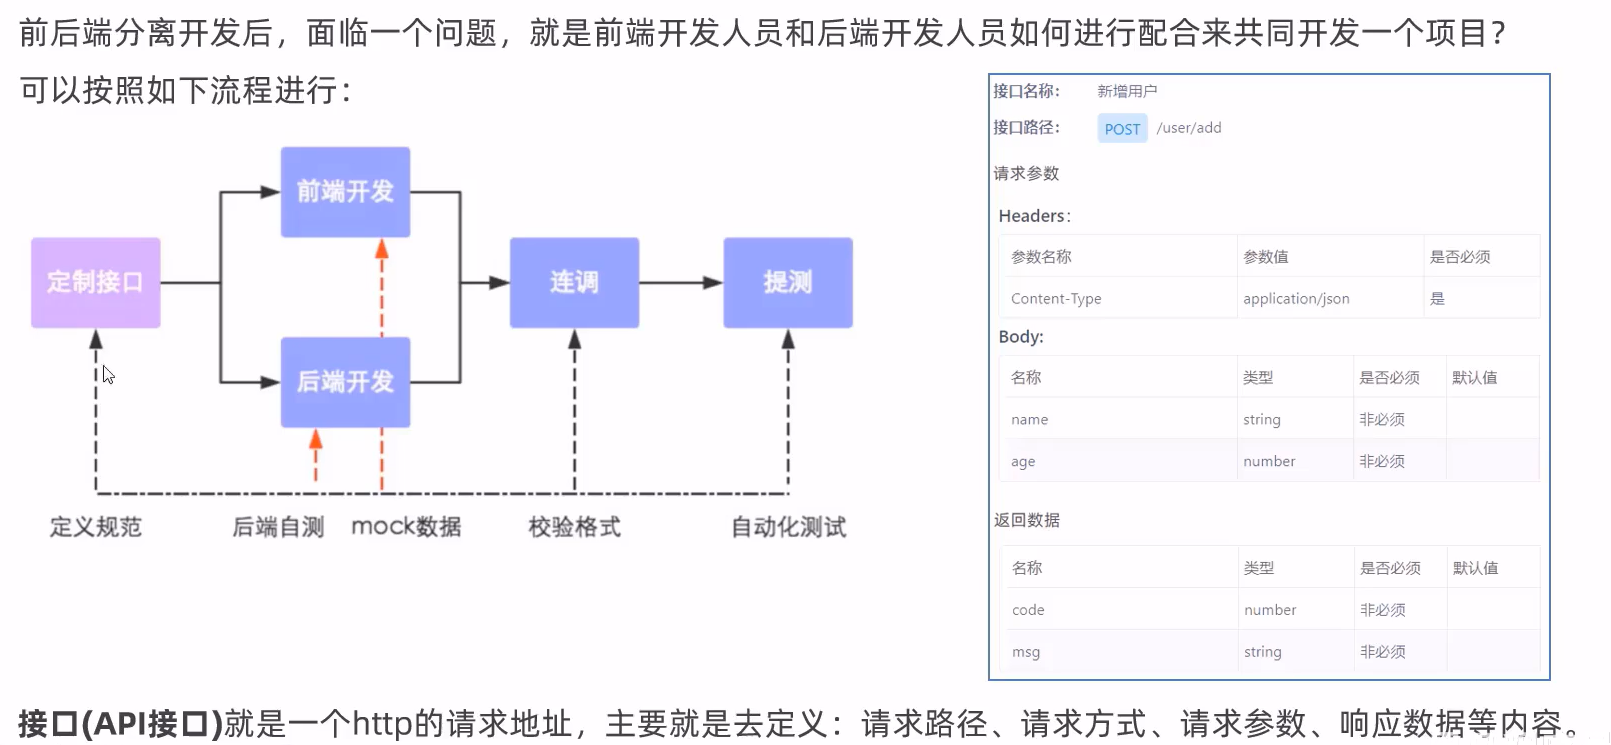 前后端分离开发后，面临一个问题，就是前端开发人员和后端开发人员如何进行配合来共同开发一个项目？
可以按照如下流程进行：
前端开发
定制接口
连调
提测
后端开发
定义规范
后端自测
mock数据
校验格式
自动化测试
接口名称： 新增用户
接口路径： POST /user/add
请求参数
Headers：
参数名称 参数值 是否必须
Content-Type application/json 是
Body:
名称 类型 是否必须 默认值
name string 非必须
age number 非必须
返回数据
名称 类型 是否必须 默认值
code number 非必须
msg string 非必须
接口(API接口)就是一个http的请求地址，主要就是去定义：请求路径、请求方式、请求参数、响应数据等内容。